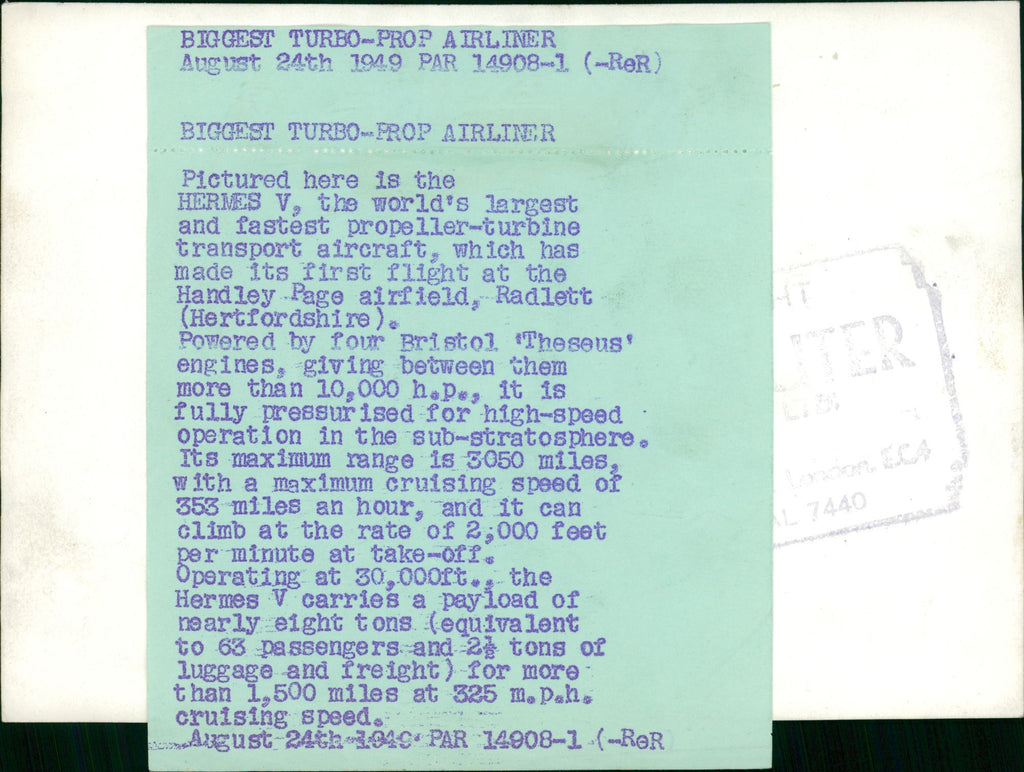 BIGGEST TURBO-PROP AIRLINER
August 24th 1949 PAR 14908-1 (-ReR)
BIGGEST TURBO-PROP AIRLINER
Pictured here is the
HERMES V, the world's largest
and fastest propeller-turbine
transport aircraft, which has
made its first flight at the
Handley Page airfield, Radlett
(Hertfordshire).
Powered by four Bristol 'Theseus'
engines, giving between them
more than 10,000 h.p., it is
fully pressurised for high-speed
operation in the sub-stratosphere.
Its maximum range is 3050 miles,
with a maximum cruising speed of
353 miles an hour, and it can
climb at the rate of 2,000 feet
per minute at take-off.
Operating at 30,000ft., the
Hermes V carries a payload of
nearly eight tons (equivalent
to 63 passengers and 2½ tons of
luggage and freight) for more
than 1,500 miles at 325 m.p.h.
cruising speed.
August 24th 1949 PAR 14908-1 (-ReR
HT
LTD.
London EC4
7440